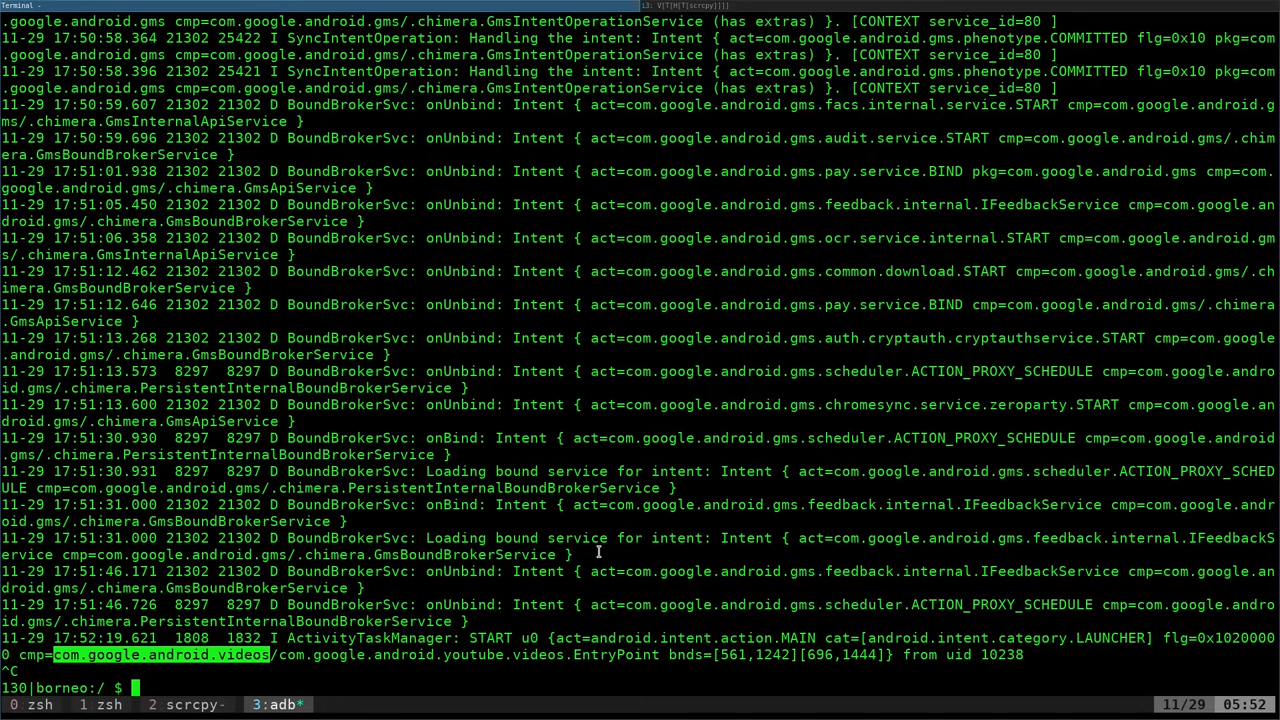 Terminal -
i3: V[T[H[T[scrcpy]]]]
.google.android.gms cmp=com.google.android.gms/.chimera.GmsIntentOperationService (has extras) }. [CONTEXT service_id=80 ]
11-29 17:50:58.364 21302 25422 I SyncIntentOperation: Handling the intent: Intent { act=com.google.android.gms.phenotype.COMMITTED flg=0x10 pkg=com
.google.android.gms cmp=com.google.android.gms/.chimera.GmsIntentOperationService (has extras) }. [CONTEXT service_id=80 ]
11-29 17:50:58.396 21302 25421 I SyncIntentOperation: Handling the intent: Intent { act=com.google.android.gms.phenotype.COMMITTED flg=0x10 pkg=com
.google.android.gms cmp=com.google.android.gms/.chimera.GmsIntentOperationService (has extras) }. [CONTEXT service_id=80 ]
11-29 17:50:59.607 21302 21302 D BoundBrokerSvc: onUnbind: Intent { act=com.google.android.gms.facs.internal.service.START cmp=com.google.android.g
ms/.chimera.GmsInternalApiService }
11-29 17:50:59.696 21302 21302 D BoundBrokerSvc: onUnbind: Intent { act=com.google.android.gms.audit.service.START cmp=com.google.android.gms/.chim
era.GmsBoundBrokerService }
11-29 17:51:01.938 21302 21302 D BoundBrokerSvc: onUnbind: Intent { act=com.google.android.gms.pay.service.BIND pkg=com.google.android.gms cmp=com.
google.android.gms/.chimera.GmsApiService }
11-29 17:51:05.450 21302 21302 D BoundBrokerSvc: onUnbind: Intent { act=com.google.android.gms.feedback.internal.IFeedbackService cmp=com.google.an
droid.gms/.chimera.GmsBoundBrokerService }
11-29 17:51:06.358 21302 21302 D BoundBrokerSvc: onUnbind: Intent { act=com.google.android.gms.ocr.service.internal.START cmp=com.google.android.gm
s/.chimera.GmsInternalApiService }
11-29 17:51:12.462 21302 21302 D BoundBrokerSvc: onUnbind: Intent { act=com.google.android.gms.common.download.START cmp=com.google.android.gms/.ch
imera.GmsBoundBrokerService }
11-29 17:51:12.646 21302 21302 D BoundBrokerSvc: onUnbind: Intent { act=com.google.android.gms.pay.service.BIND cmp=com.google.android.gms/.chimera
.GmsApiService }
11-29 17:51:13.268 21302 21302 D BoundBrokerSvc: onUnbind: Intent { act=com.google.android.gms.auth.cryptauth.cryptauthservice.START cmp=com.google
.android.gms/.chimera.GmsBoundBrokerService }
11-29 17:51:13.573  8297  8297 D BoundBrokerSvc: onUnbind: Intent { act=com.google.android.gms.scheduler.ACTION_PROXY_SCHEDULE cmp=com.google.andro
id.gms/.chimera.PersistentInternalBoundBrokerService }
11-29 17:51:13.600 21302 21302 D BoundBrokerSvc: onUnbind: Intent { act=com.google.android.gms.chromesync.service.zeroparty.START cmp=com.google.an
droid.gms/.chimera.GmsApiService }
11-29 17:51:30.930  8297  8297 D BoundBrokerSvc: onBind: Intent { act=com.google.android.gms.scheduler.ACTION_PROXY_SCHEDULE cmp=com.google.android
.gms/.chimera.PersistentInternalBoundBrokerService }
11-29 17:51:30.931  8297  8297 D BoundBrokerSvc: Loading bound service for intent: Intent { act=com.google.android.gms.scheduler.ACTION_PROXY_SCHED
ULE cmp=com.google.android.gms/.chimera.PersistentInternalBoundBrokerService }
11-29 17:51:31.000 21302 21302 D BoundBrokerSvc: onBind: Intent { act=com.google.android.gms.feedback.internal.IFeedbackService cmp=com.google.andr
oid.gms/.chimera.GmsBoundBrokerService }
11-29 17:51:31.000 21302 21302 D BoundBrokerSvc: Loading bound service for intent: Intent { act=com.google.android.gms.feedback.internal.IFeedbackS
ervice cmp=com.google.android.gms/.chimera.GmsBoundBrokerService }
11-29 17:51:46.171 21302 21302 D BoundBrokerSvc: onUnbind: Intent { act=com.google.android.gms.feedback.internal.IFeedbackService cmp=com.google.an
droid.gms/.chimera.GmsBoundBrokerService }
11-29 17:51:46.726  8297  8297 D BoundBrokerSvc: onUnbind: Intent { act=com.google.android.gms.scheduler.ACTION_PROXY_SCHEDULE cmp=com.google.andro
id.gms/.chimera.PersistentInternalBoundBrokerService }
11-29 17:52:19.621  1808  1832 I ActivityTaskManager: START u0 {act=android.intent.action.MAIN cat=[android.intent.category.LAUNCHER] flg=0x1020000
0 cmp=com.google.android.videos/com.google.android.youtube.videos.EntryPoint bnds=[561,1242][696,1444]} from uid 10238
^C
130|borneo:/ $
0:zsh  1:zsh  2:scrcpy-  3:adb*  11/29  05:52